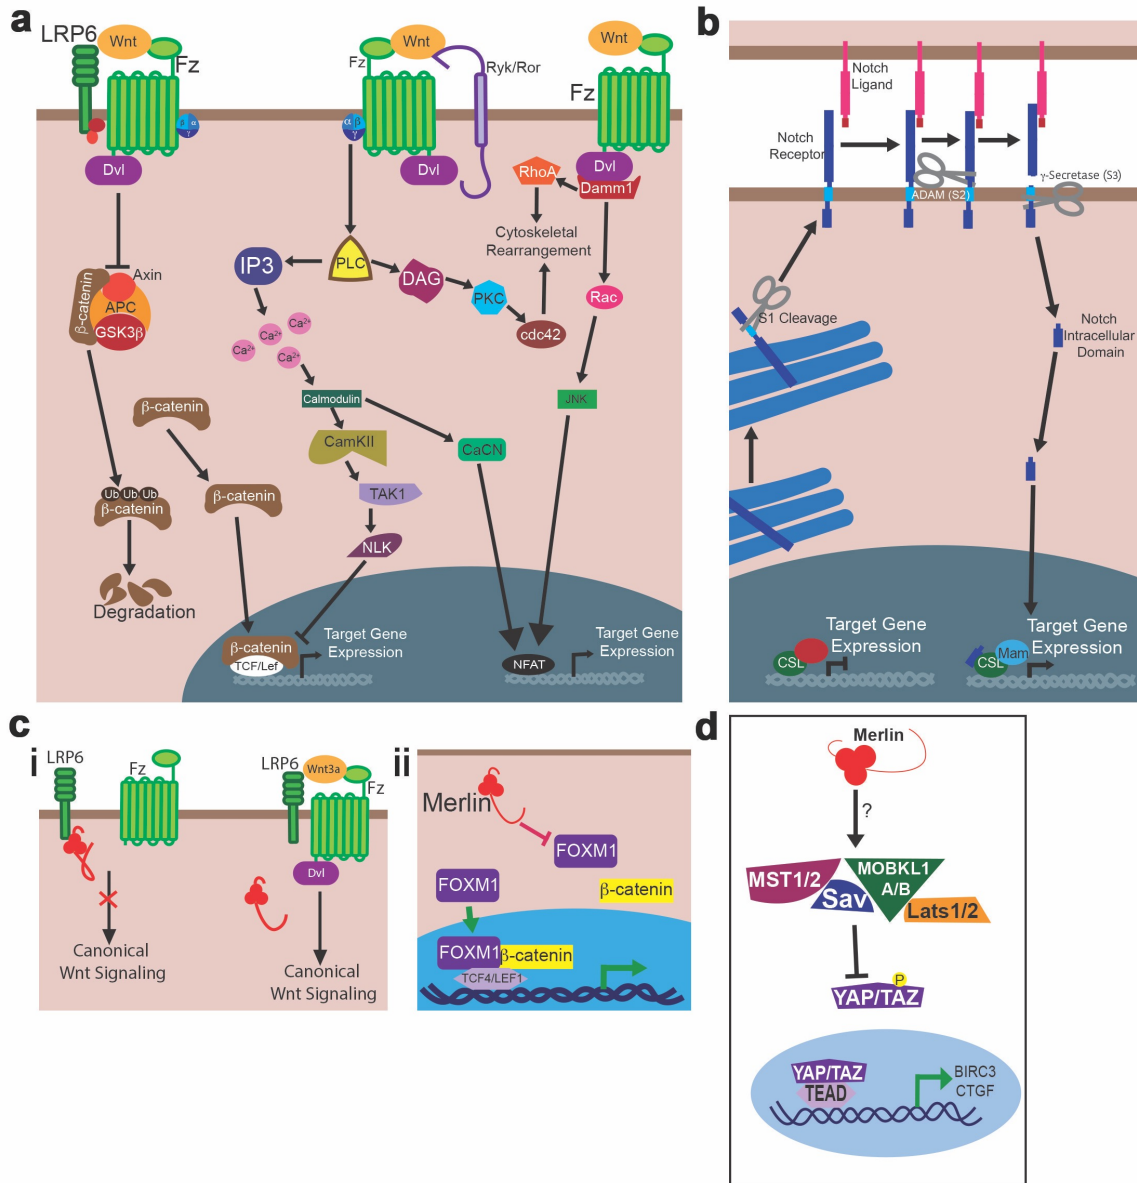 a
LRP6
Wnt
Fz
β
α
γ
Dvl
β-catenin
Axin
APC
GSK3β
β-catenin
Ub Ub Ub
β-catenin
Degradation
β-catenin
β-catenin
TCF/Lef
Target Gene
Expression
Fz
Wnt
Ryk/Ror
α β
γ
Dvl
PLC
IP3
DAG
PKC
cdc42
Ca2+
Ca2+
Ca2+
Ca2+
Calmodulin
CamKII
TAK1
NLK
CaCN
Wnt
Fz
Dvl
Damm1
RhoA
Cytoskeletal
Rearrangement
Rac
JNK
NFAT
Target Gene
Expression
b
Notch
Ligand
Notch
Receptor
ADAM (S2)
γ-Secretase (S3)
S1 Cleavage
Notch
Intracellular
Domain
CSL
Target Gene
Expression
CSL
Mam
Target Gene
Expression
c
i
LRP6
Fz
Canonical
Wnt Signaling
LRP6
Wnt3a
Fz
Dvl
Canonical
Wnt Signaling
ii
Merlin
FOXM1
FOXM1
β-catenin
FOXM1
β-catenin
TCF4/LEF1
d
Merlin
?
MST1/2
Sav
MOBKL1
A/B
Lats1/2
P
YAP/TAZ
YAP/TAZ
TEAD
BIRC3
CTGF